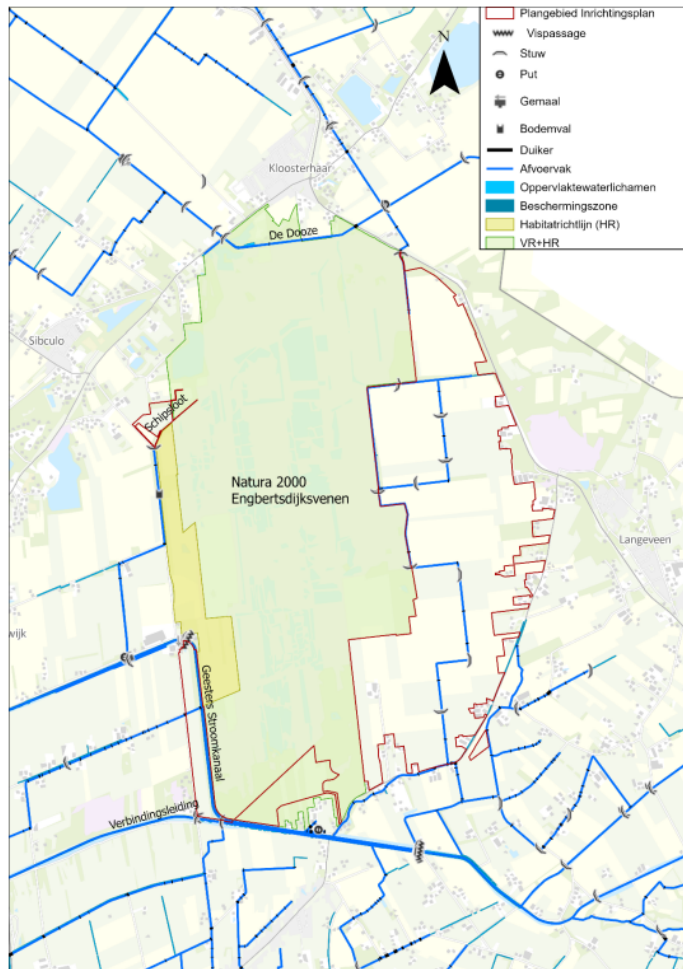 Plangebied Inrichtingsplan
Vispassage
Stuw
Put
Gemaal
Bodemval
Duiker
Afvoervak
Oppervlaktewaterlichamen
Beschermingszone
Habitatrichtlijn (HR)
VR+HR
N
Kloosterhaar
De Dooze
Sibculo
Schipsloot
Natura 2000
Engbertsdijksvenen
Langeveen
wijk
Geesters Stroomkanaal
Verbindingsleiding